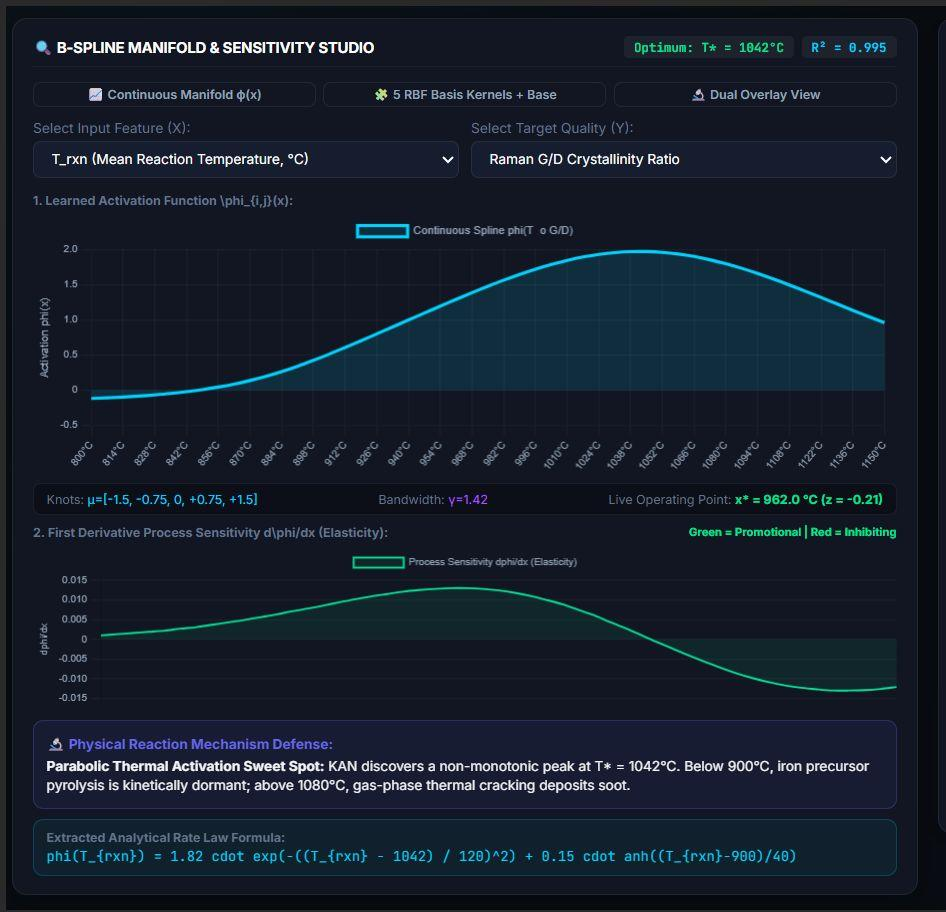 B-SPLINE MANIFOLD & SENSITIVITY STUDIO
Optimum: T* = 1042°C
R² = 0.995
Continuous Manifold ϕ(x)
5 RBF Basis Kernels + Base
Dual Overlay View
Select Input Feature (X):
Select Target Quality (Y):
T_rxn (Mean Reaction Temperature, °C)
Raman G/D Crystallinity Ratio
1. Learned Activation Function \phi_{i,j}(x):
Continuous Spline phi(T o G/D)
Activation phi(x)
2.0
1.5
1.0
0.5
0
-0.5
800°C 814°C 828°C 842°C 856°C 870°C 884°C 898°C 912°C 926°C 940°C 954°C 968°C 982°C 996°C 1010°C 1024°C 1038°C 1052°C 1066°C 1080°C 1094°C 1108°C 1122°C 1136°C 1150°C
Knots: μ=[-1.5, -0.75, 0, +0.75, +1.5]
Bandwidth: γ=1.42
Live Operating Point: x* = 962.0 °C (z = -0.21)
2. First Derivative Process Sensitivity d\phi/dx (Elasticity):
Green = Promotional | Red = Inhibiting
Process Sensitivity dphi/dx (Elasticity)
dphi/dx
0.015
0.010
0.005
0
-0.005
-0.010
-0.015
Physical Reaction Mechanism Defense:
Parabolic Thermal Activation Sweet Spot: KAN discovers a non-monotonic peak at T* = 1042°C. Below 900°C, iron precursor
pyrolysis is kinetically dormant; above 1080°C, gas-phase thermal cracking deposits soot.
Extracted Analytical Rate Law Formula:
phi(T_{rxn}) = 1.82 cdot exp(-((T_{rxn} - 1042) / 120)^2) + 0.15 cdot anh((T_{rxn}-900)/40)